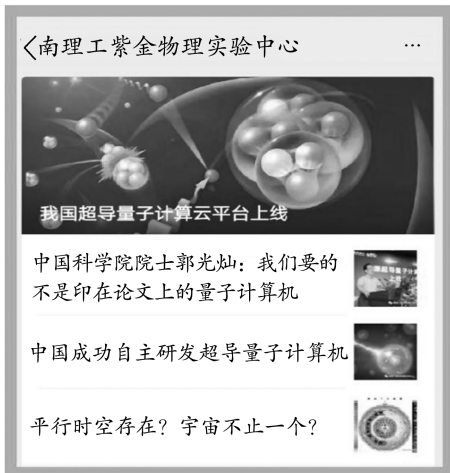 南理工紫金物理实验中心
我国超导量子计算云平台上线
中国科学院院士郭光灿：我们要的
不是印在论文上的量子计算机
中国成功自主研发超导量子计算机
平行时空存在？宇宙不止一个？